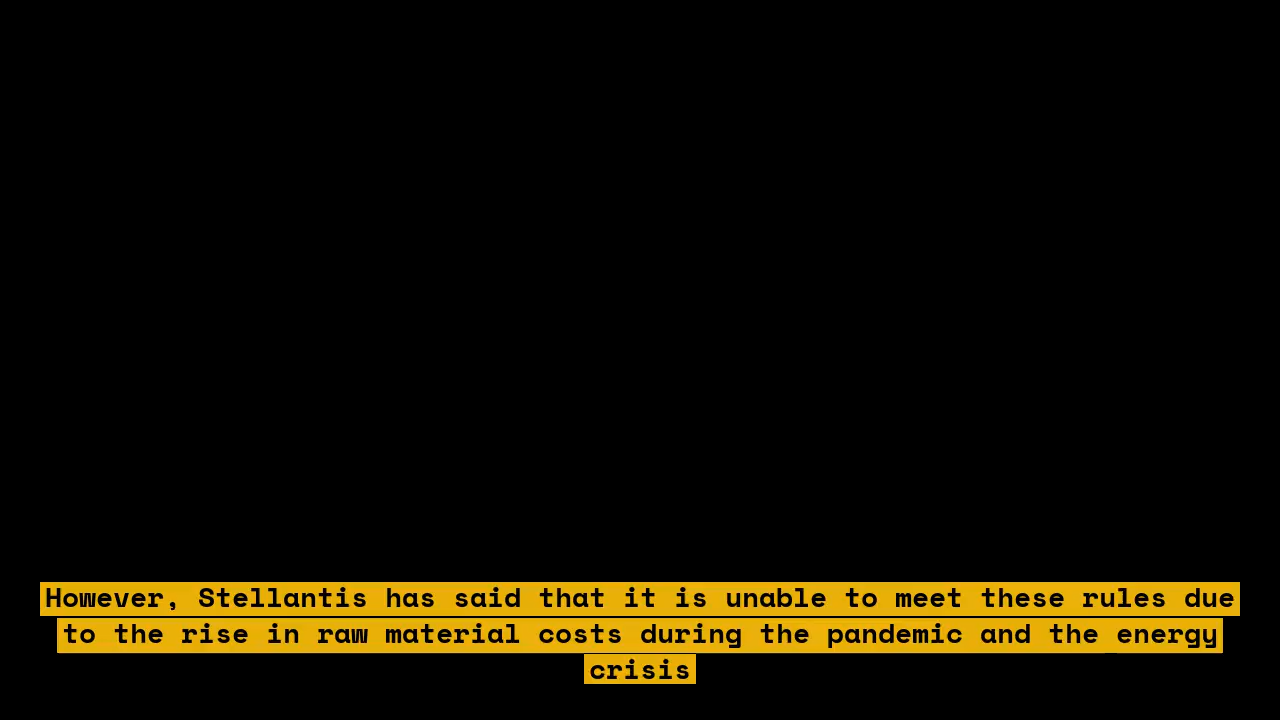 However, Stellantis has said that it is unable to meet these rules due
to the rise in raw material costs during the pandemic and the energy
crisis